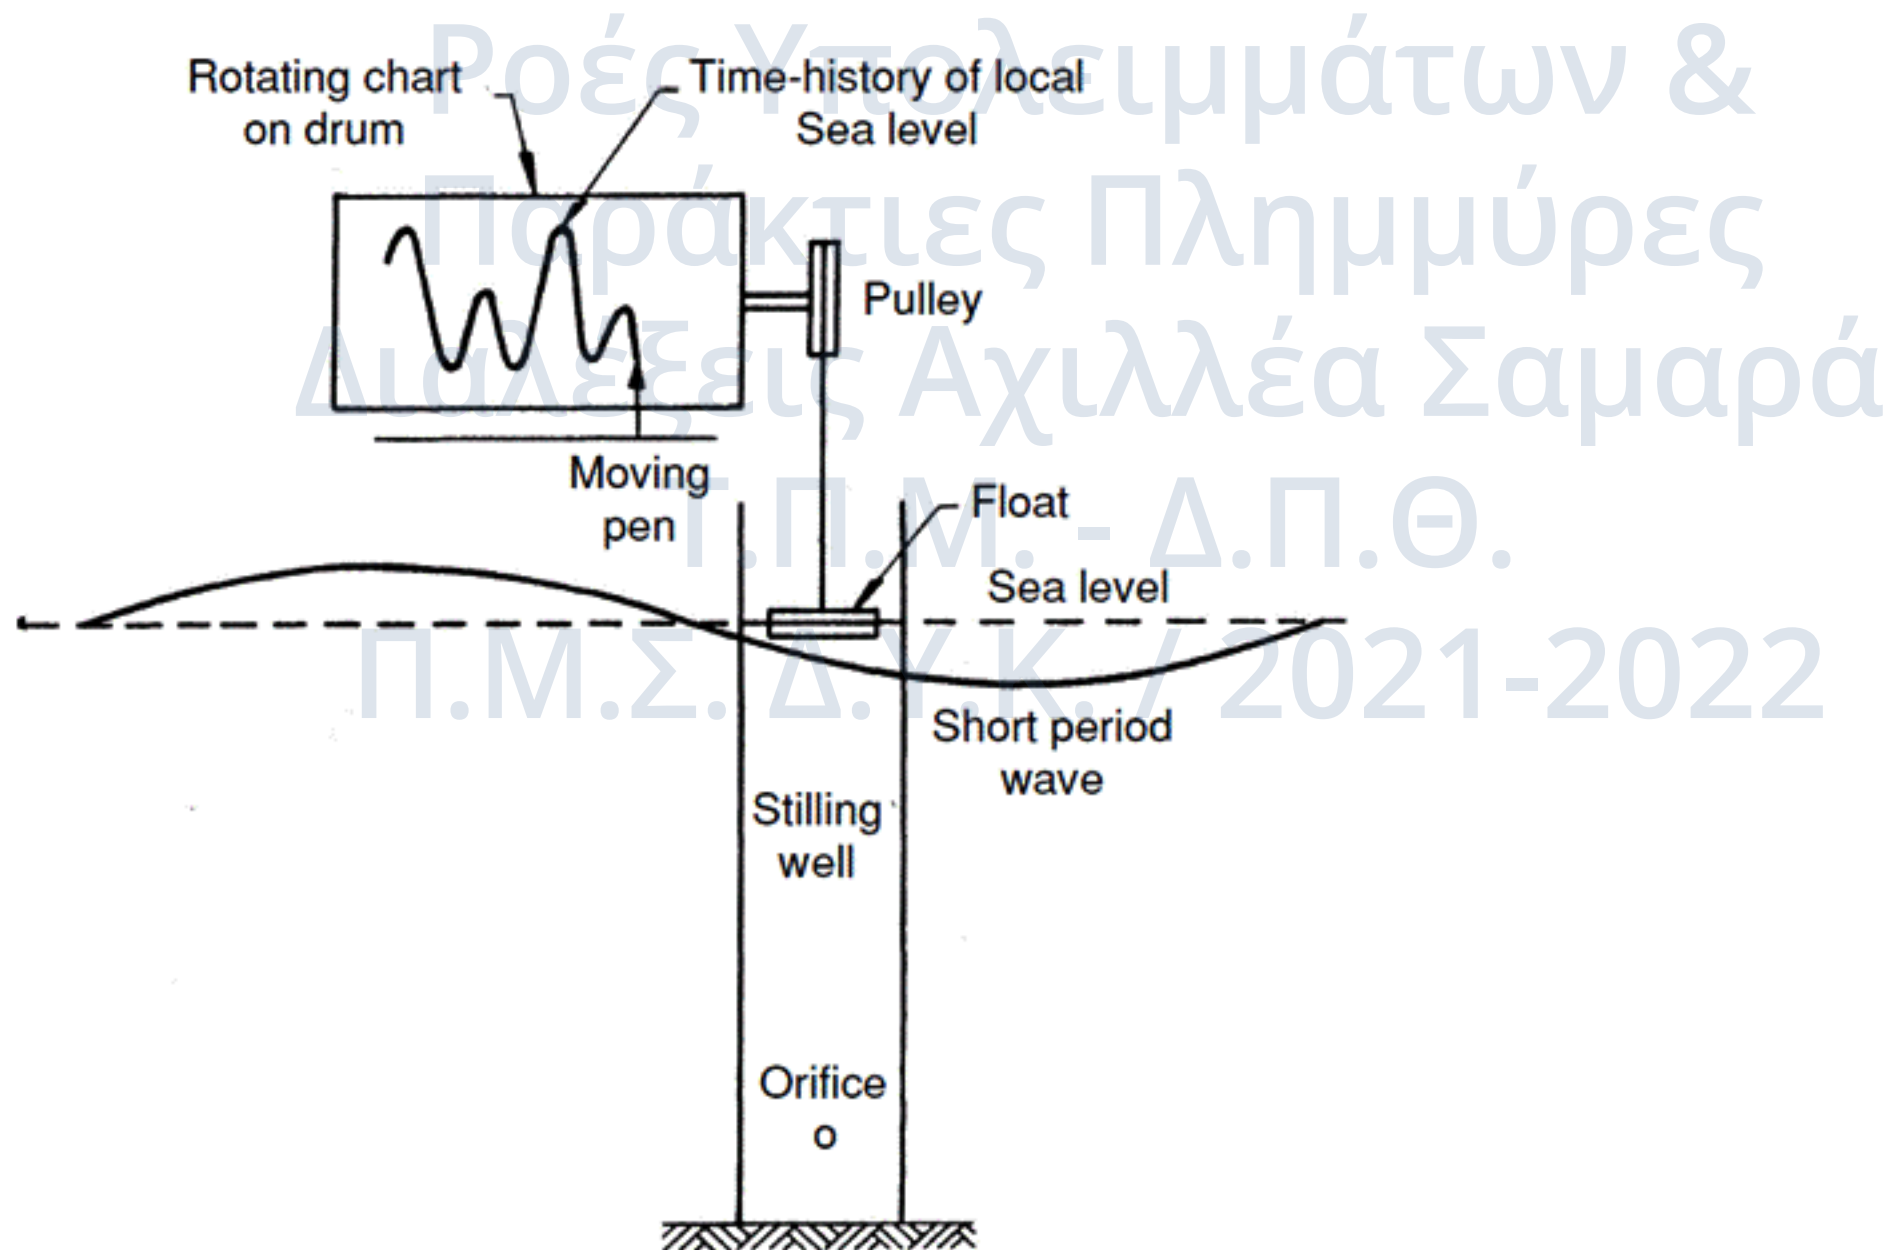 Ροές Υπολειμμάτων &
Παράκτιες Πλημμύρες
Διαλέξεις Αχιλλέα Σαμαρά
Τ.Π.Μ. - Δ.Π.Θ.
Π.Μ.Σ. Δ.Υ.Κ. / 2021-2022
Rotating chart
on drum
Time-history of local
Sea level
Pulley
Moving
pen
Float
Sea level
Short period
wave
Stilling
well
Orifice
o